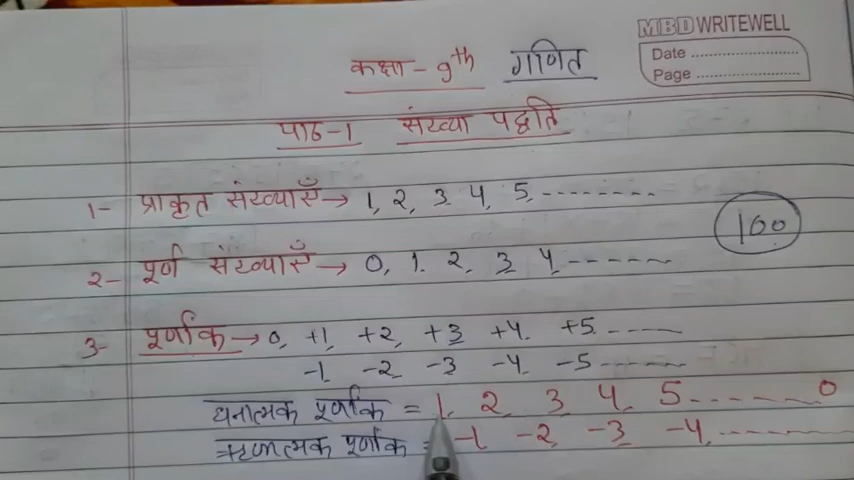 MBD WRITEWELL
Date ....................
Page ....................
कक्षा - 9th गणित
पाठ-1 संख्या पद्वति
1- प्राकृत संख्याएँ → 1, 2, 3 4, 5, --------
100
2- पूर्ण संख्याएँ → 0, 1. 2, 3 4, ------
3- पूर्णांक → 0, +1, +2, +3 +4, +5 -----
-1 -2 -3 -4 -5 ------
धनात्मक पूर्णांक = 1, 2, 3 4, 5 ------ 0
ऋणत्मक पूर्णांक = -1 -2 -3 -4, --------